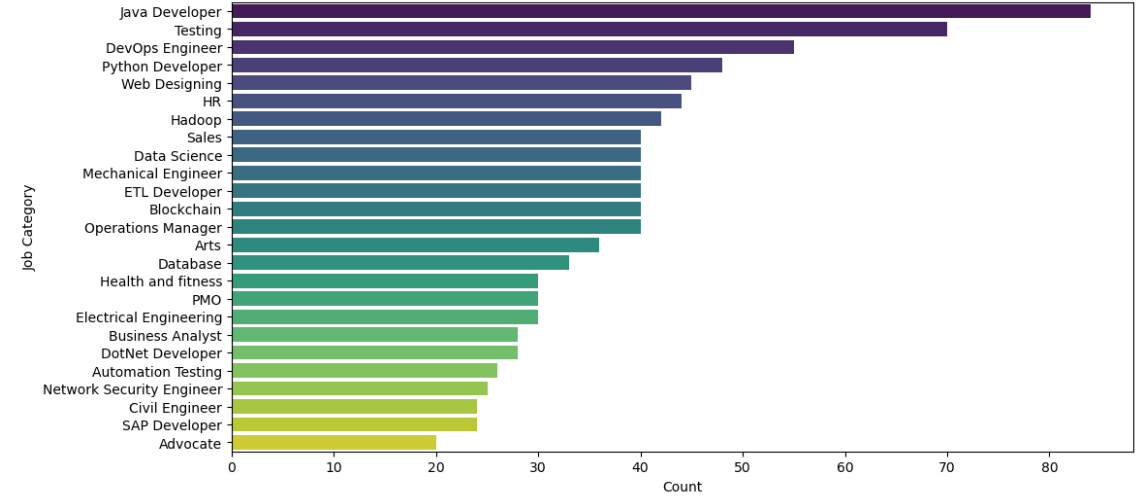 Java Developer
Testing
DevOps Engineer
Python Developer
Web Designing
HR
Hadoop
Sales
Data Science
Mechanical Engineer
ETL Developer
Blockchain
Operations Manager
Arts
Database
Health and fitness
PMO
Electrical Engineering
Business Analyst
DotNet Developer
Automation Testing
Network Security Engineer
Civil Engineer
SAP Developer
Advocate
Job Category
0 10 20 30 40 50 60 70 80
Count